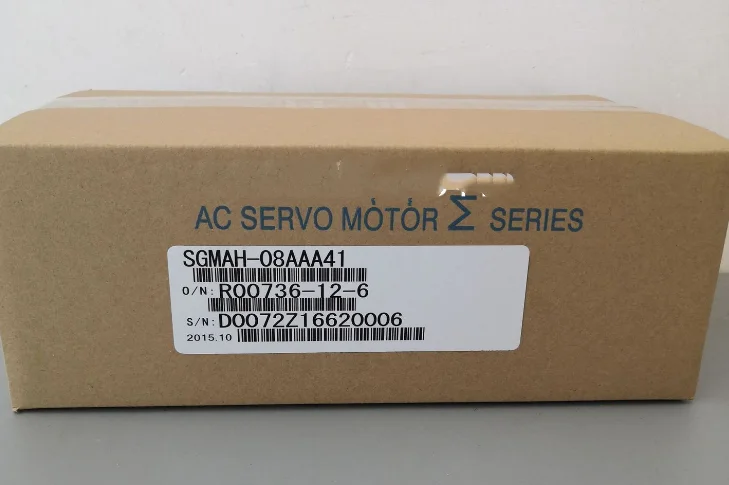 AC SERVO MOTOR Σ SERIES
SGMAH-08AAA41
O/N: R00736-12-6
S/N: D0072Z16620006
2015.10